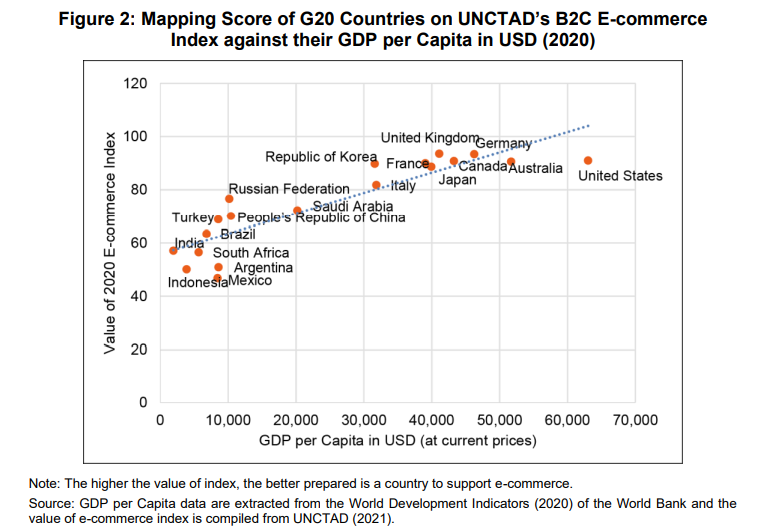 Figure 2: Mapping Score of G20 Countries on UNCTAD’s B2C E-commerce
Index against their GDP per Capita in USD (2020)
120
100
80
60
40
20
0
Value of 2020 E-commerce Index
United Kingdom
Germany
Republic of Korea
France
Canada
Australia
Japan
United States
Italy
Russian Federation
Saudi Arabia
Turkey
People's Republic of China
Brazil
India
South Africa
Argentina
Indonesia
Mexico
0 10,000 20,000 30,000 40,000 50,000 60,000 70,000
GDP per Capita in USD (at current prices)
Note: The higher the value of index, the better prepared is a country to support e-commerce.
Source: GDP per Capita data are extracted from the World Development Indicators (2020) of the World Bank and the
value of e-commerce index is compiled from UNCTAD (2021).